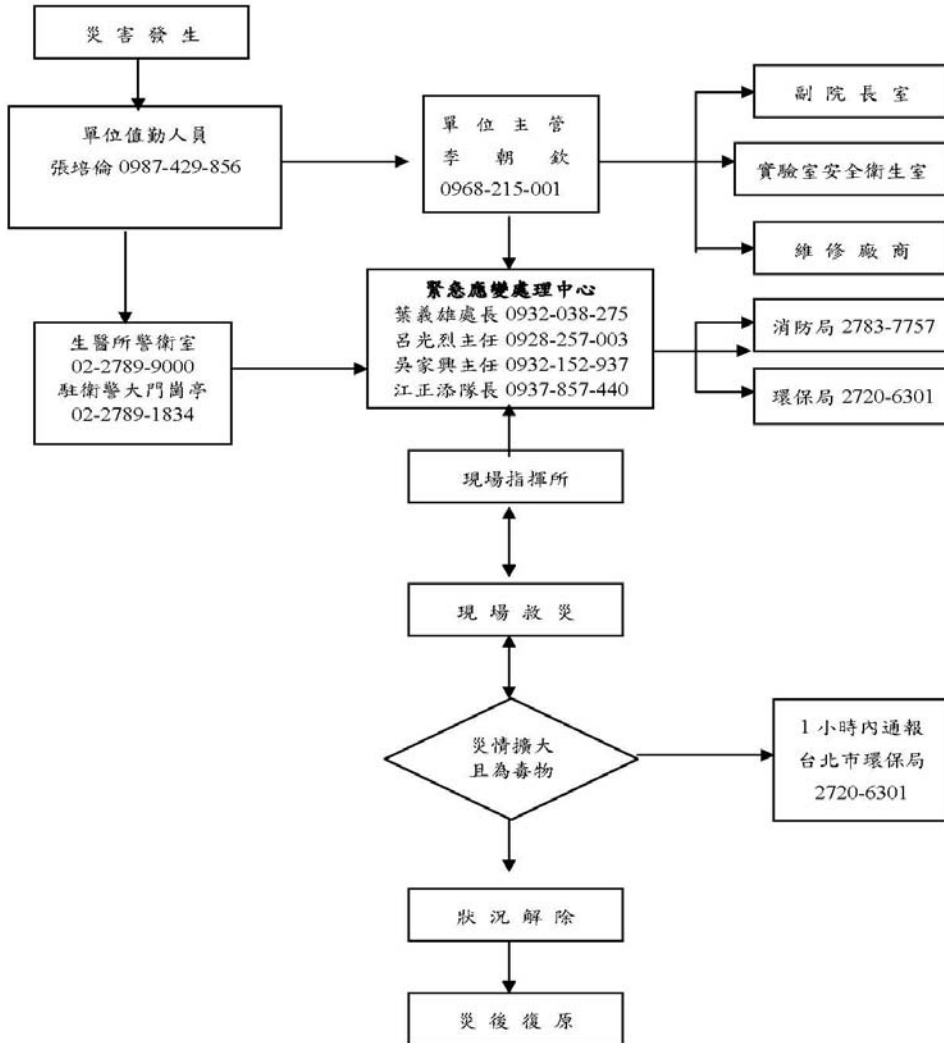 災害發生
單位值勤人員
張培倫 0987-429-856
單位主管
李朝欽
0968-215-001
副院長室
實驗室安全衛生室
維修廠商
緊急應變處理中心
葉義雄處長 0932-038-275
呂光烈主任 0928-257-003
吳家興主任 0932-152-937
江正添隊長 0937-857-440
消防局 2783-7757
環保局 2720-6301
生醫所警衛室
02-2789-9000
駐衛警大門崗亭
02-2789-1834
現場指揮所
現場救災
災情擴大
且為毒物
1 小時內通報
台北市環保局
2720-6301
狀況解除
災後復原